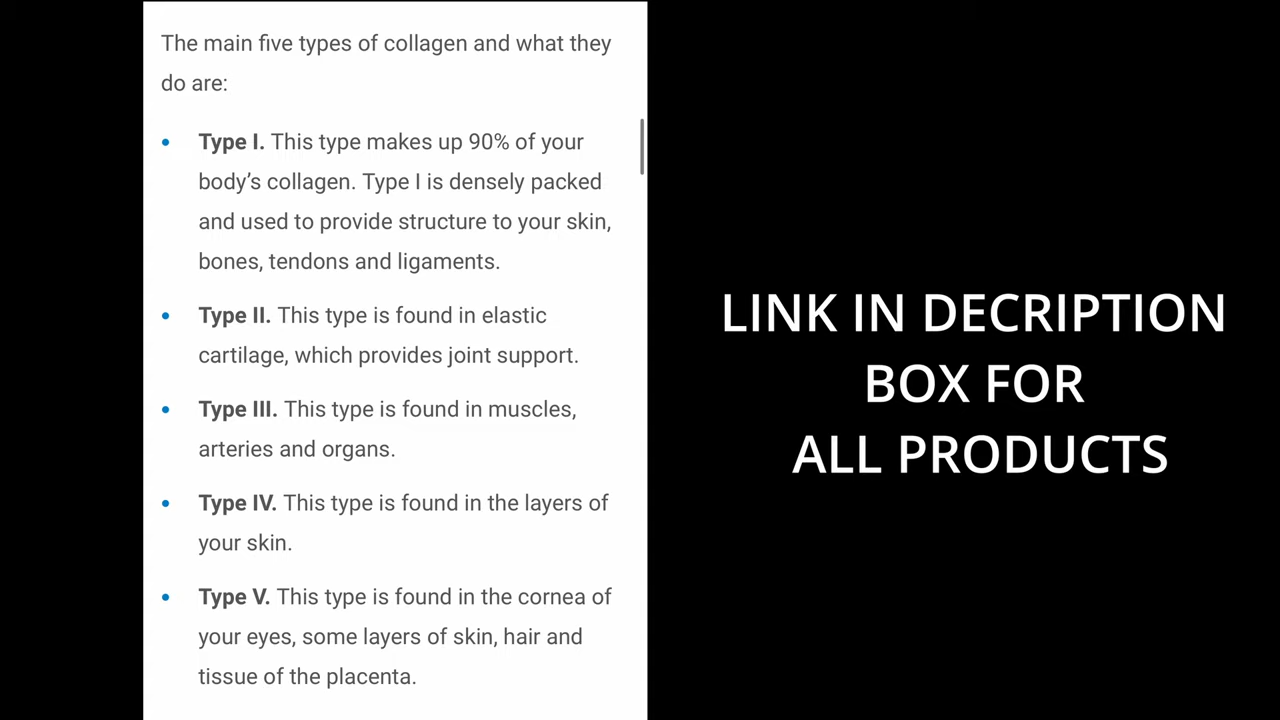 The main five types of collagen and what they
do are:
Type I. This type makes up 90% of your
body’s collagen. Type I is densely packed
and used to provide structure to your skin,
bones, tendons and ligaments.
Type II. This type is found in elastic
cartilage, which provides joint support.
Type III. This type is found in muscles,
arteries and organs.
Type IV. This type is found in the layers of
your skin.
Type V. This type is found in the cornea of
your eyes, some layers of skin, hair and
tissue of the placenta.
LINK IN DECRIPTION
BOX FOR
ALL PRODUCTS